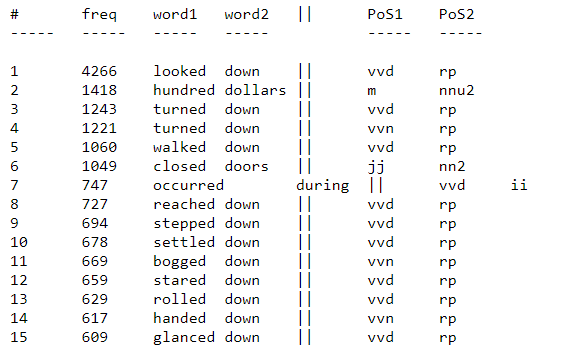 # freq word1 word2 || PoS1 PoS2
----- ----- ----- ----- ----- -----
1 4266 looked down || vvd rp
2 1418 hundred dollars || m nnu2
3 1243 turned down || vvd rp
4 1221 turned down || vvn rp
5 1060 walked down || vvd rp
6 1049 closed doors || jj nn2
7 747 occurred during || vvd ii
8 727 reached down || vvd rp
9 694 stepped down || vvd rp
10 678 settled down || vvd rp
11 669 bogged down || vvn rp
12 659 stared down || vvd rp
13 629 rolled down || vvd rp
14 617 handed down || vvn rp
15 609 glanced down || vvd rp